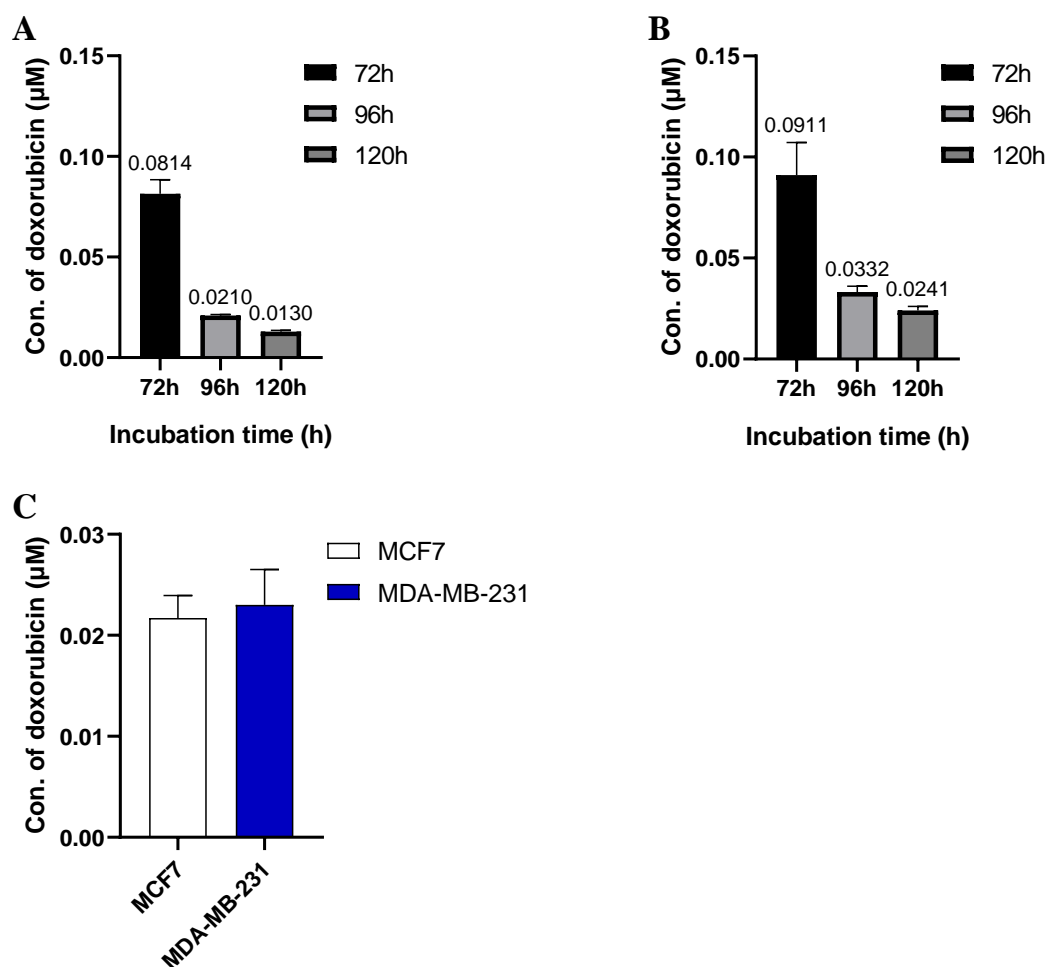 A
Con. of doxorubicin (μM)
0.15
0.10
0.05
0.00
0.0814
0.0210
0.0130
72h
96h
120h
72h 96h 120h
Incubation time (h)
B
Con. of doxorubicin (μM)
0.15
0.10
0.05
0.00
0.0911
0.0332
0.0241
72h
96h
120h
72h 96h 120h
Incubation time (h)
C
Con. of doxorubicin (μM)
0.03
0.02
0.01
0.00
MCF7
MDA-MB-231
MCF7
MDA-MB-231